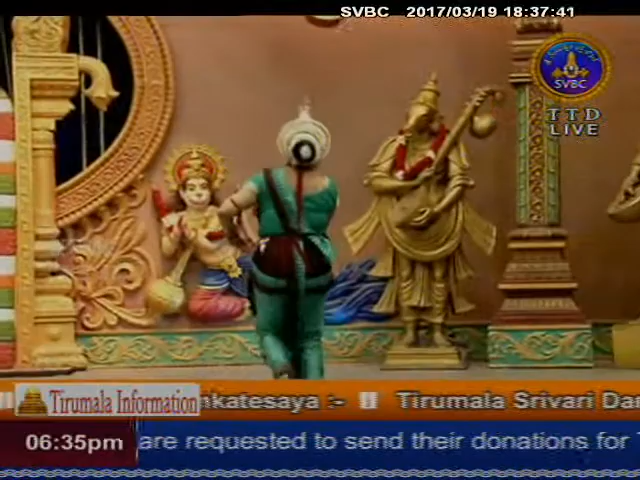 SVBC 2017/03/19 18:37:41
SVBC
TTD
LIVE
Tirumala Information
nkatesaya :-
Tirumala Srivari Da
06:35pm
are requested to send their donations for